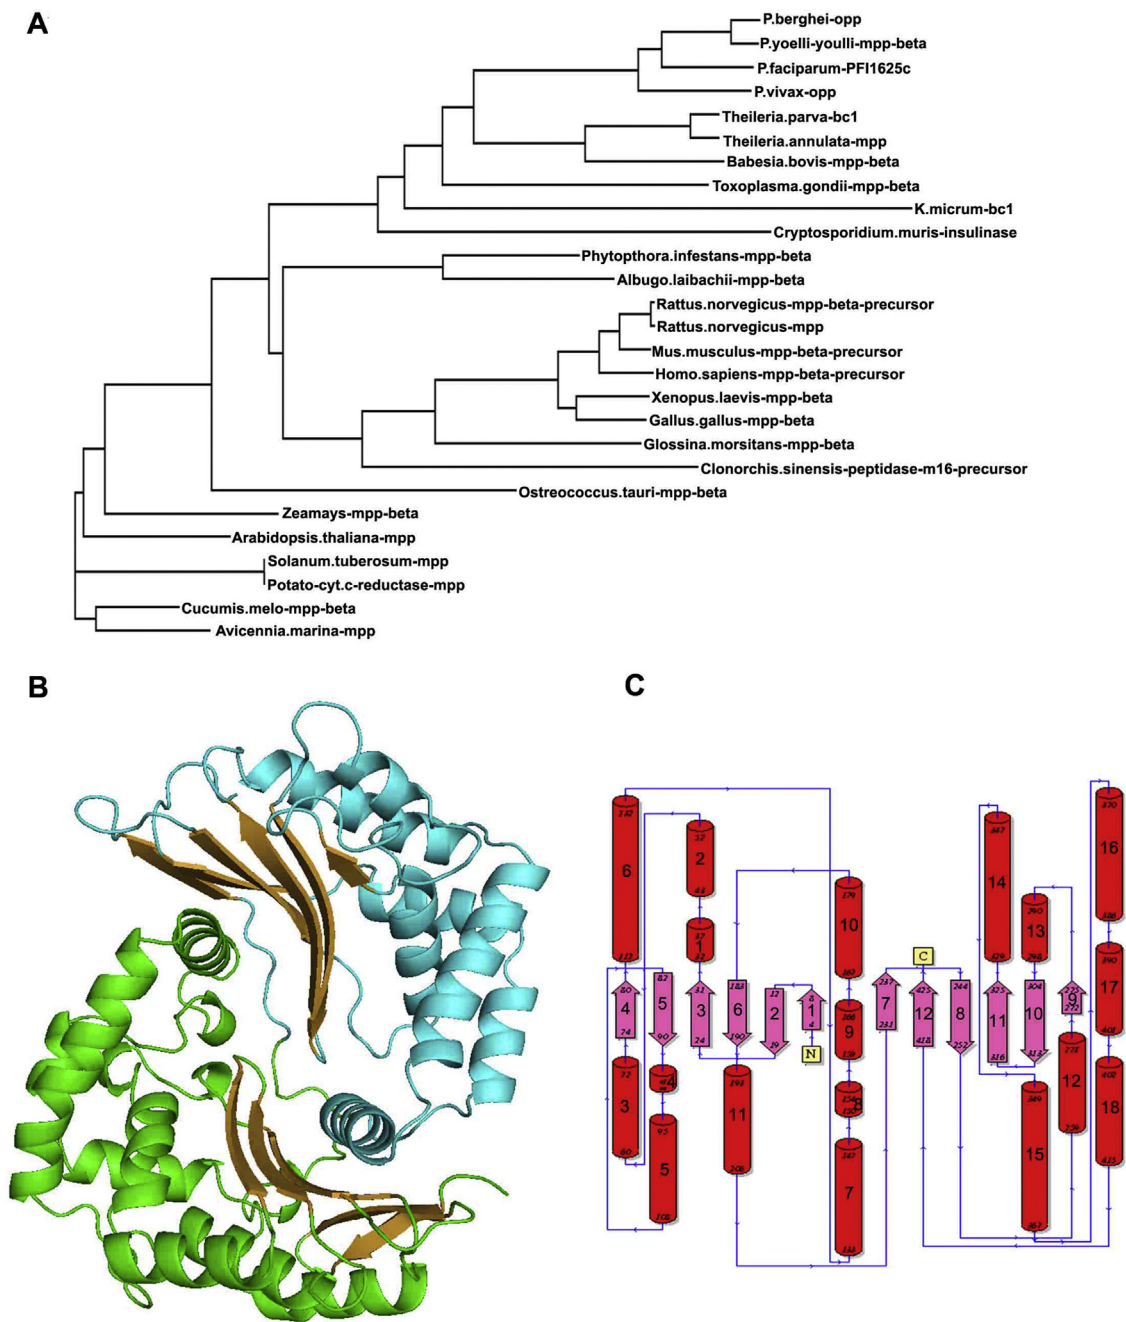 A
P.berghei-opp
P.yoelli-youlli-mpp-beta
P.faciparum-PFI1625c
P.vivax-opp
Theileria.parva-bc1
Theileria.annulata-mpp
Babesia.bovis-mpp-beta
Toxoplasma.gondii-mpp-beta
K.micrum-bc1
Cryptosporidium.muris-insulinase
Phytopthora.infestans-mpp-beta
Albugo.laibachii-mpp-beta
Rattus.norvegicus-mpp-beta-precursor
Rattus.norvegicus-mpp
Mus.musculus-mpp-beta-precursor
Homo.sapiens-mpp-beta-precursor
Xenopus.laevis-mpp-beta
Gallus.gallus-mpp-beta
Glossina.morsitans-mpp-beta
Clonorchis.sinensis-peptidase-m16-precursor
Ostreococcus.tauri-mpp-beta
Zeamays-mpp-beta
Arabidopsis.thaliana-mpp
Solanum.tuberosum-mpp
Potato-cyt.c-reductase-mpp
Cucumis.melo-mpp-beta
Avicennia.marina-mpp
B
C
6
2
1
4
5
3
6
2
1
N
3
4
5
11
10
9
8
7
7
C
12
8
14
13
11
10
9
12
15
16
17
18